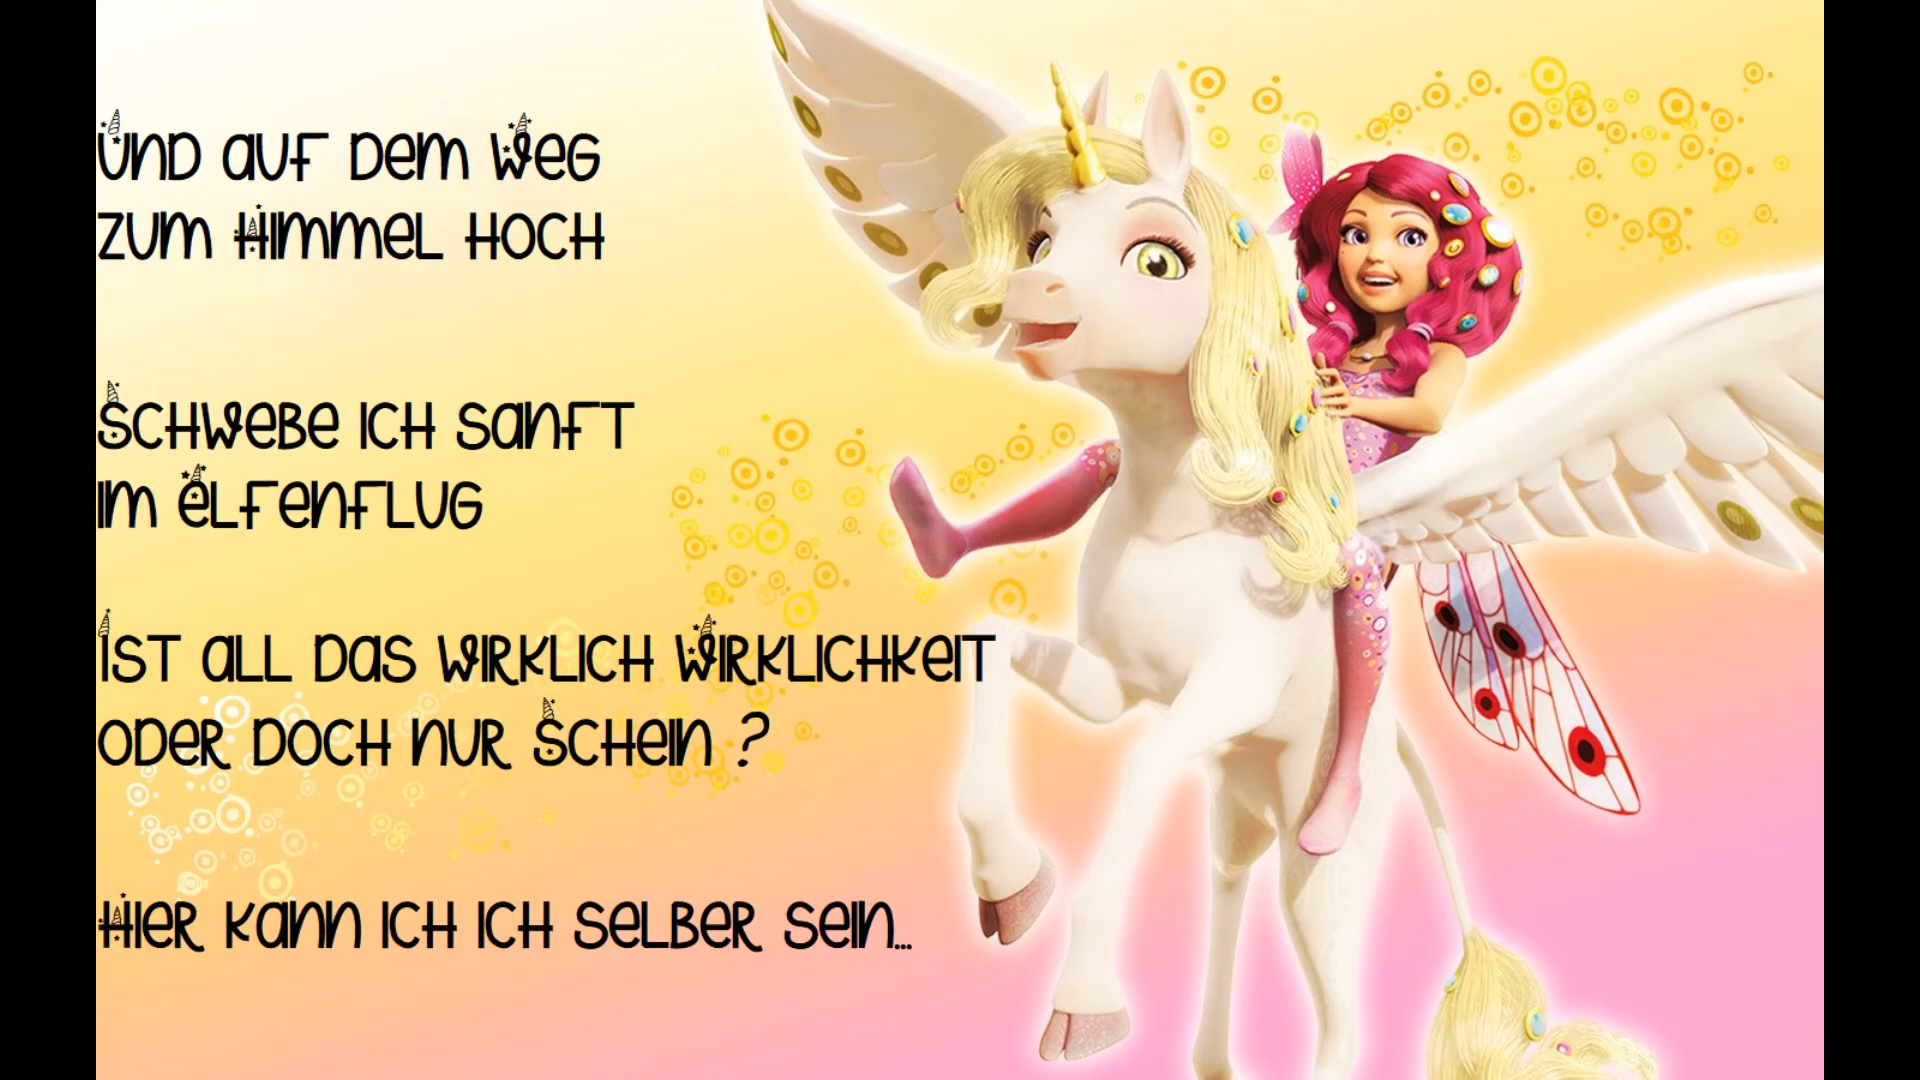 Und auf dem Weg
zum Himmel hoch
Schwebe ich sanft
im Elfenflug
Ist all das wirklich Wirklichkeit
oder doch nur Schein ?
Hier kann ich ich selber sein...